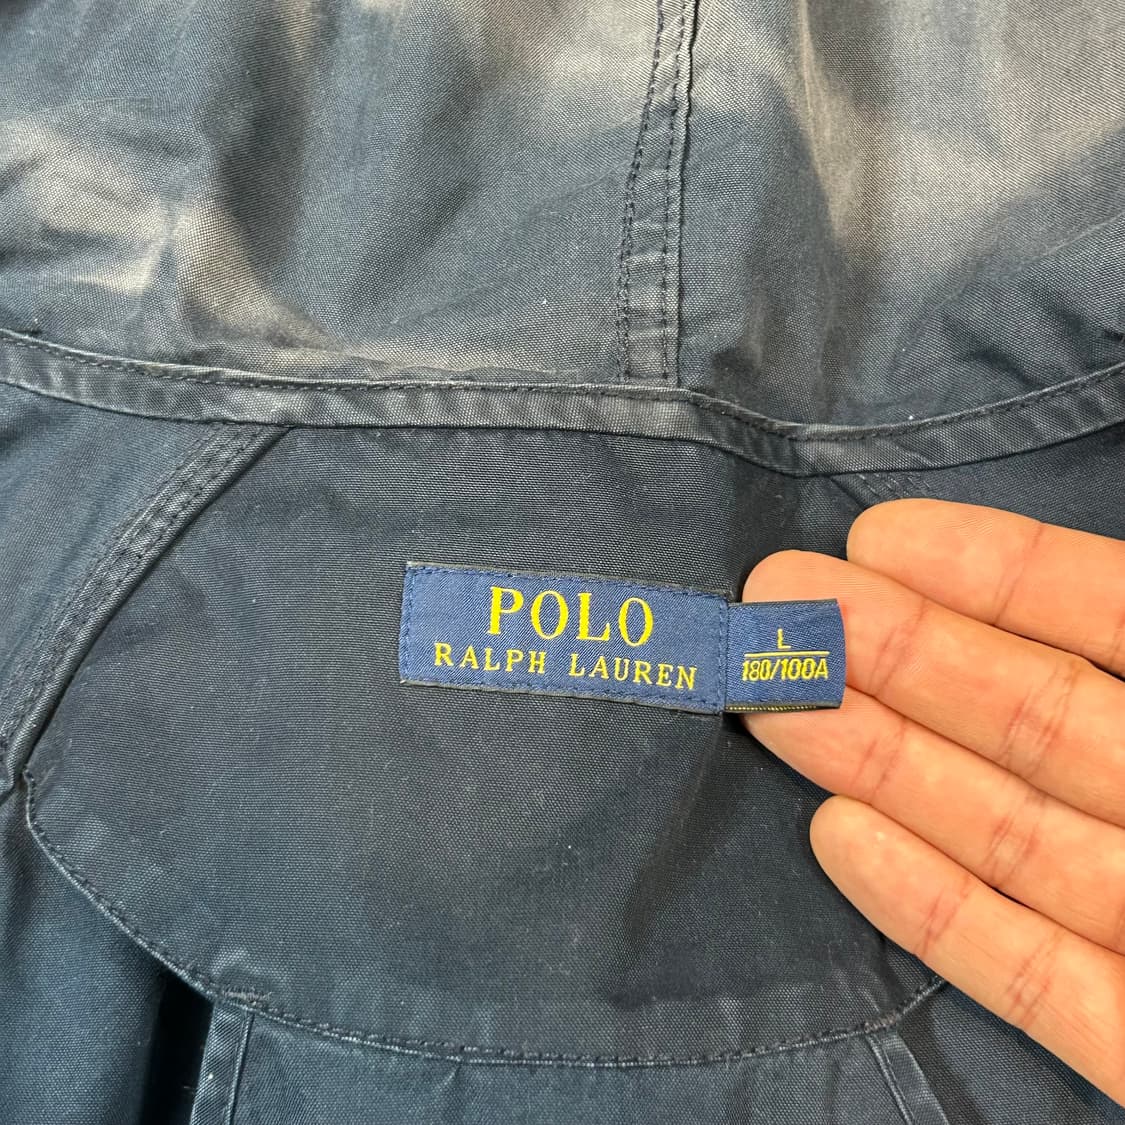 POLO
RALPH LAUREN
L
180/100A